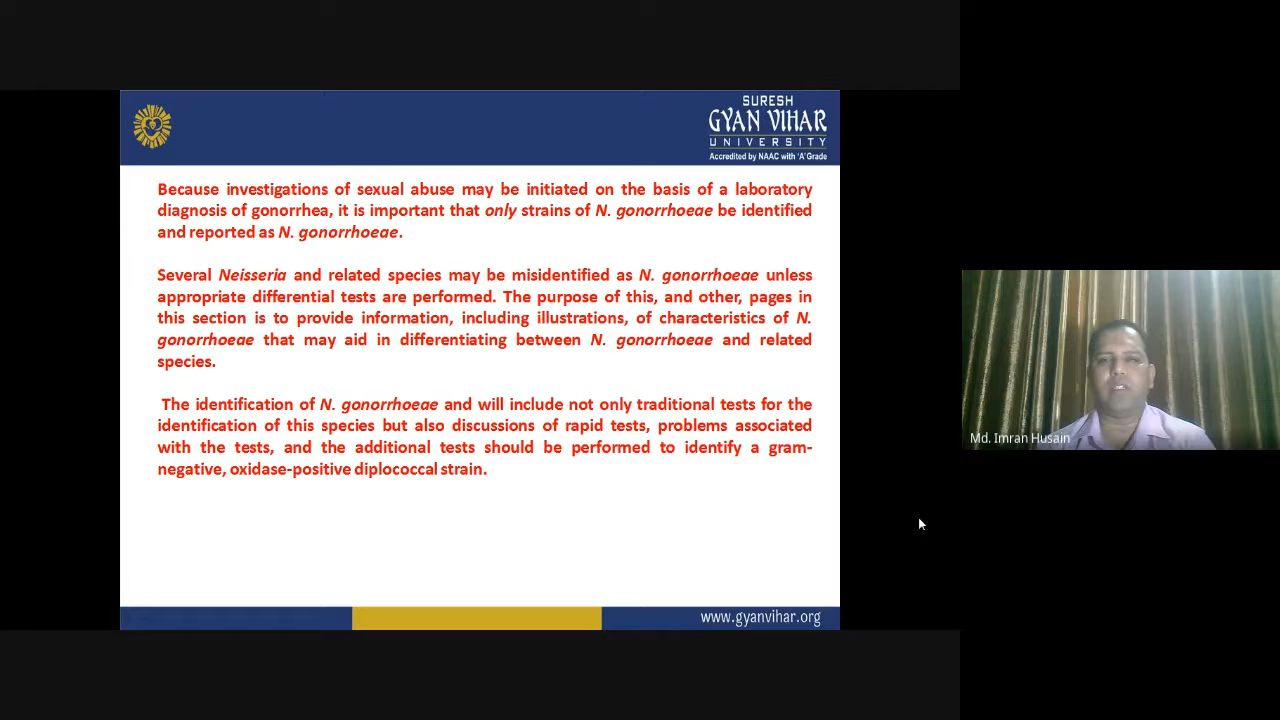 SURESH
GYAN VIHAR
UNIVERSITY
Accredited by NAAC with 'A' Grade
Because investigations of sexual abuse may be initiated on the basis of a laboratory
diagnosis of gonorrhea, it is important that only strains of N. gonorrhoeae be identified
and reported as N. gonorrhoeae.
Several Neisseria and related species may be misidentified as N. gonorrhoeae unless
appropriate differential tests are performed. The purpose of this, and other, pages in
this section is to provide information, including illustrations, of characteristics of N.
gonorrhoeae that may aid in differentiating between N. gonorrhoeae and related
species.
The identification of N. gonorrhoeae and will include not only traditional tests for the
identification of this species but also discussions of rapid tests, problems associated
with the tests, and the additional tests should be performed to identify a gram-
negative, oxidase-positive diplococcal strain.
Md. Imran Husain
www.gyanvihar.org